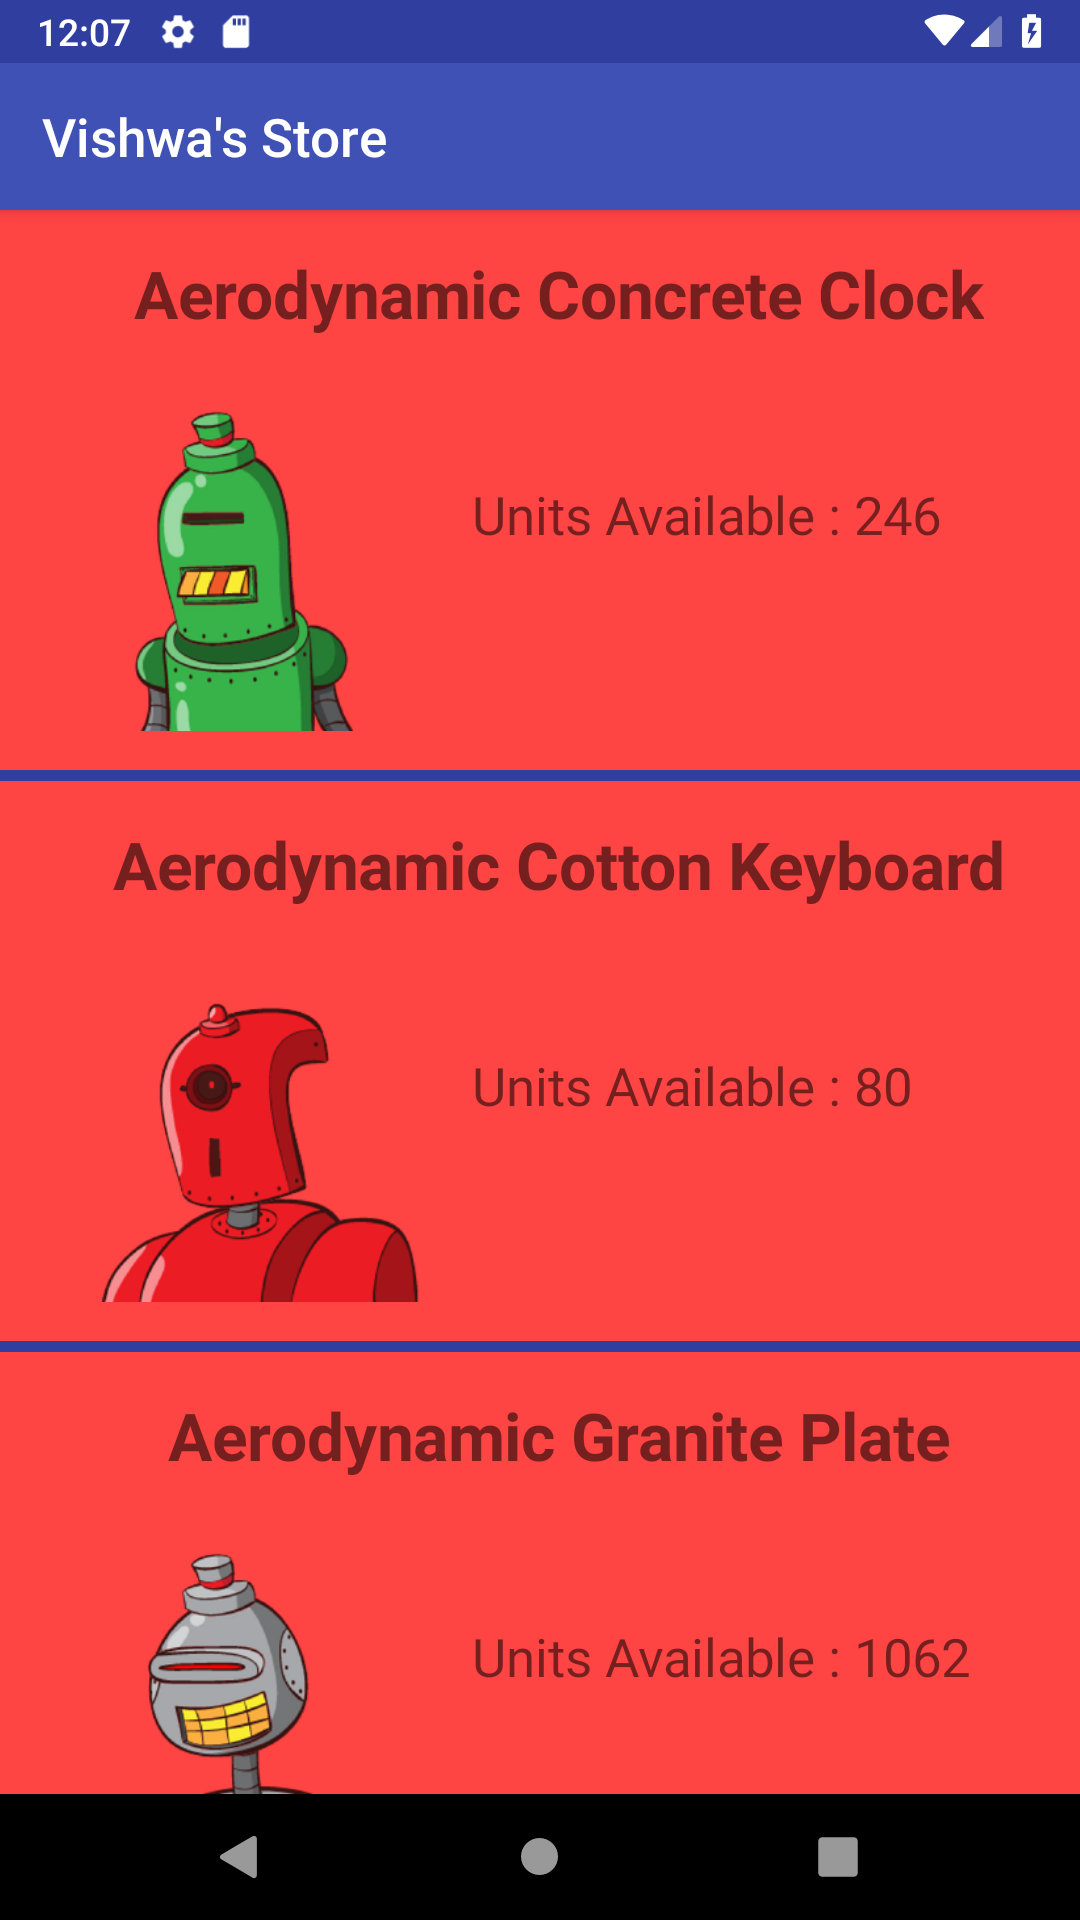 12:07
Vishwa's Store
Aerodynamic Concrete Clock
Units Available : 246
Aerodynamic Cotton Keyboard
Units Available : 80
Aerodynamic Granite Plate
Units Available : 1062